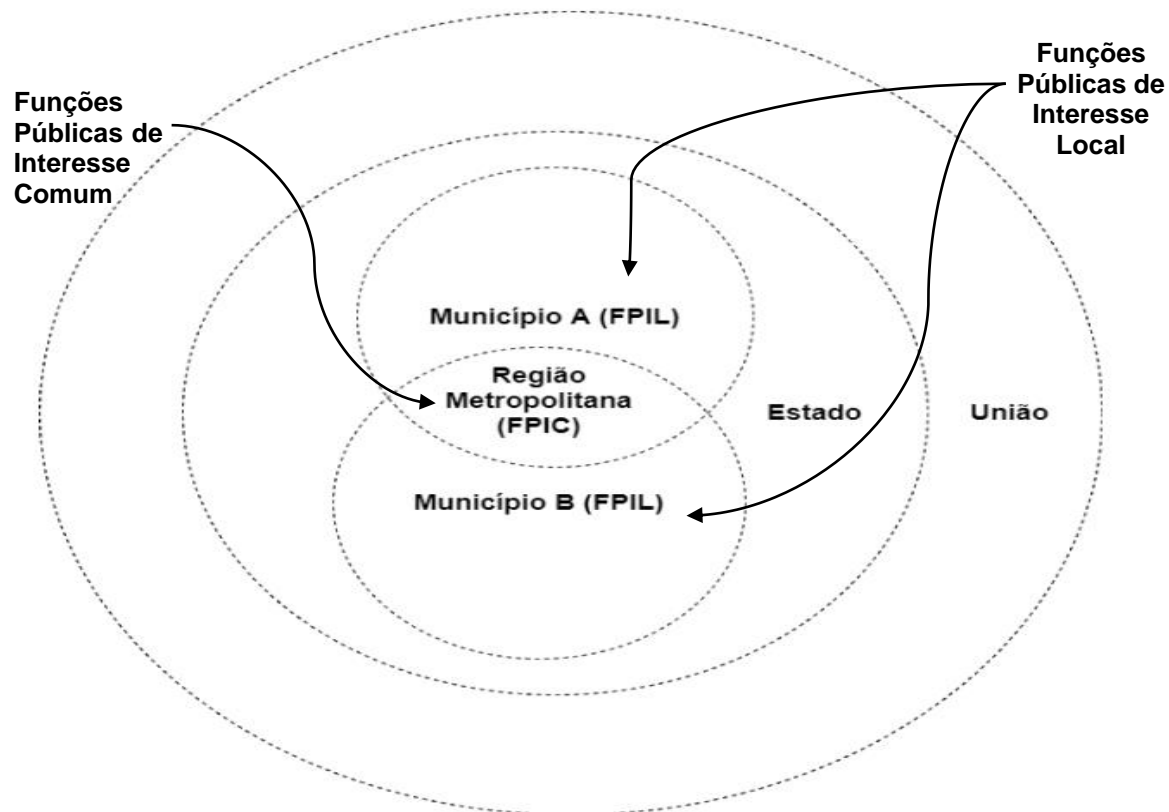 Funções
Públicas de
Interesse
Comum
Funções
Públicas de
Interesse
Local
Município A (FPIL)
Região
Metropolitana
(FPIC)
Estado
União
Município B (FPIL)